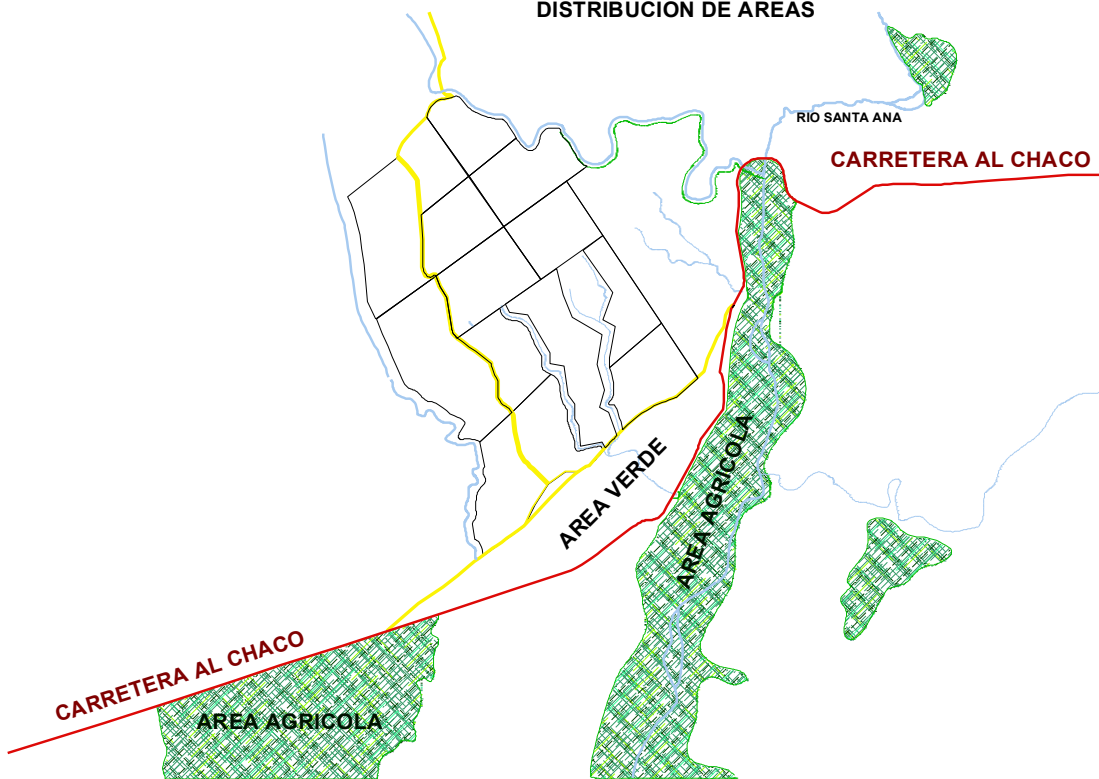 DISTRIBUCION DE AREAS
RIO SANTA ANA
CARRETERA AL CHACO
AREA VERDE
AREA AGRICOLA
CARRETERA AL CHACO
AREA AGRICOLA